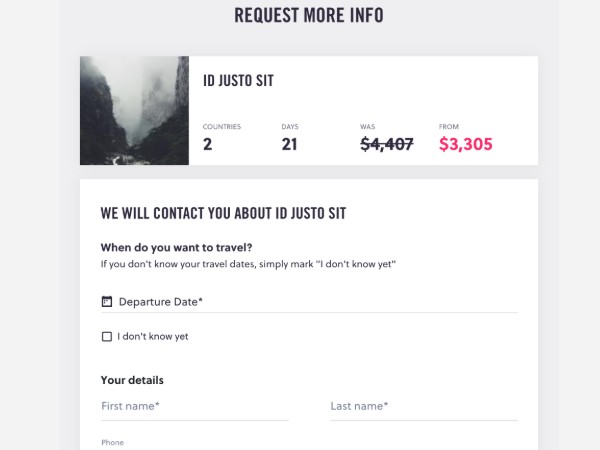 REQUEST MORE INFO
ID JUSTO SIT
COUNTRIES DAYS WAS FROM
2 21 $4,407 $3,305
WE WILL CONTACT YOU ABOUT ID JUSTO SIT
When do you want to travel?
If you don't know your travel dates, simply mark "I don't know yet"
Departure Date*
I don't know yet
Your details
First name* Last name*
Phone